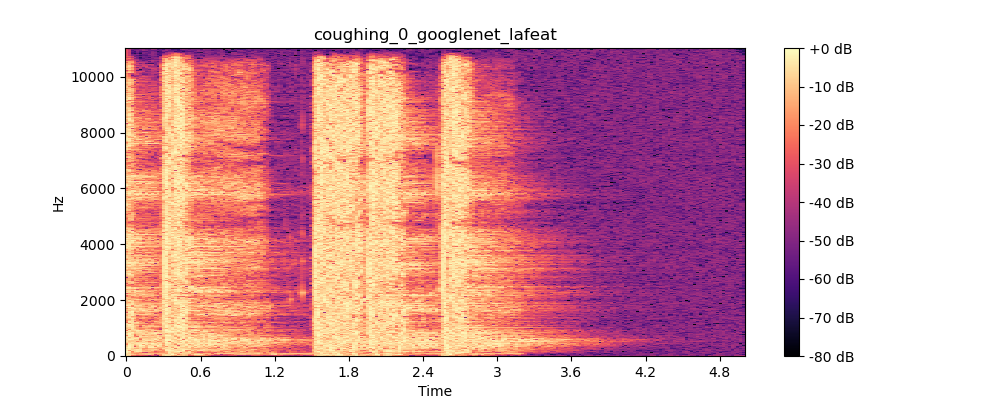 coughing_0_googlenet_lafeat
10000
8000
6000
4000
2000
0
Hz
0 0.6 1.2 1.8 2.4 3 3.6 4.2 4.8
Time
+0 dB
-10 dB
-20 dB
-30 dB
-40 dB
-50 dB
-60 dB
-70 dB
-80 dB